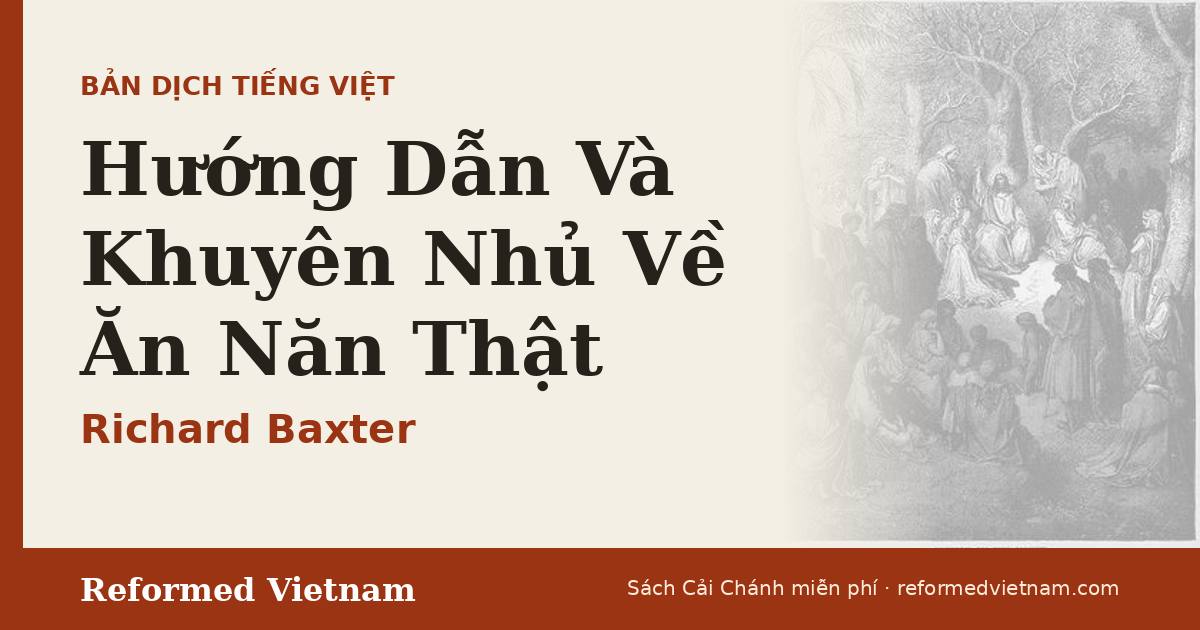 BẢN DỊCH TIẾNG VIỆT
Hướng Dẫn Và
Khuyên Nhủ Về
Ăn Năn Thật
Richard Baxter
Reformed Vietnam
Sách Cải Chánh miễn phí · reformedvietnam.com